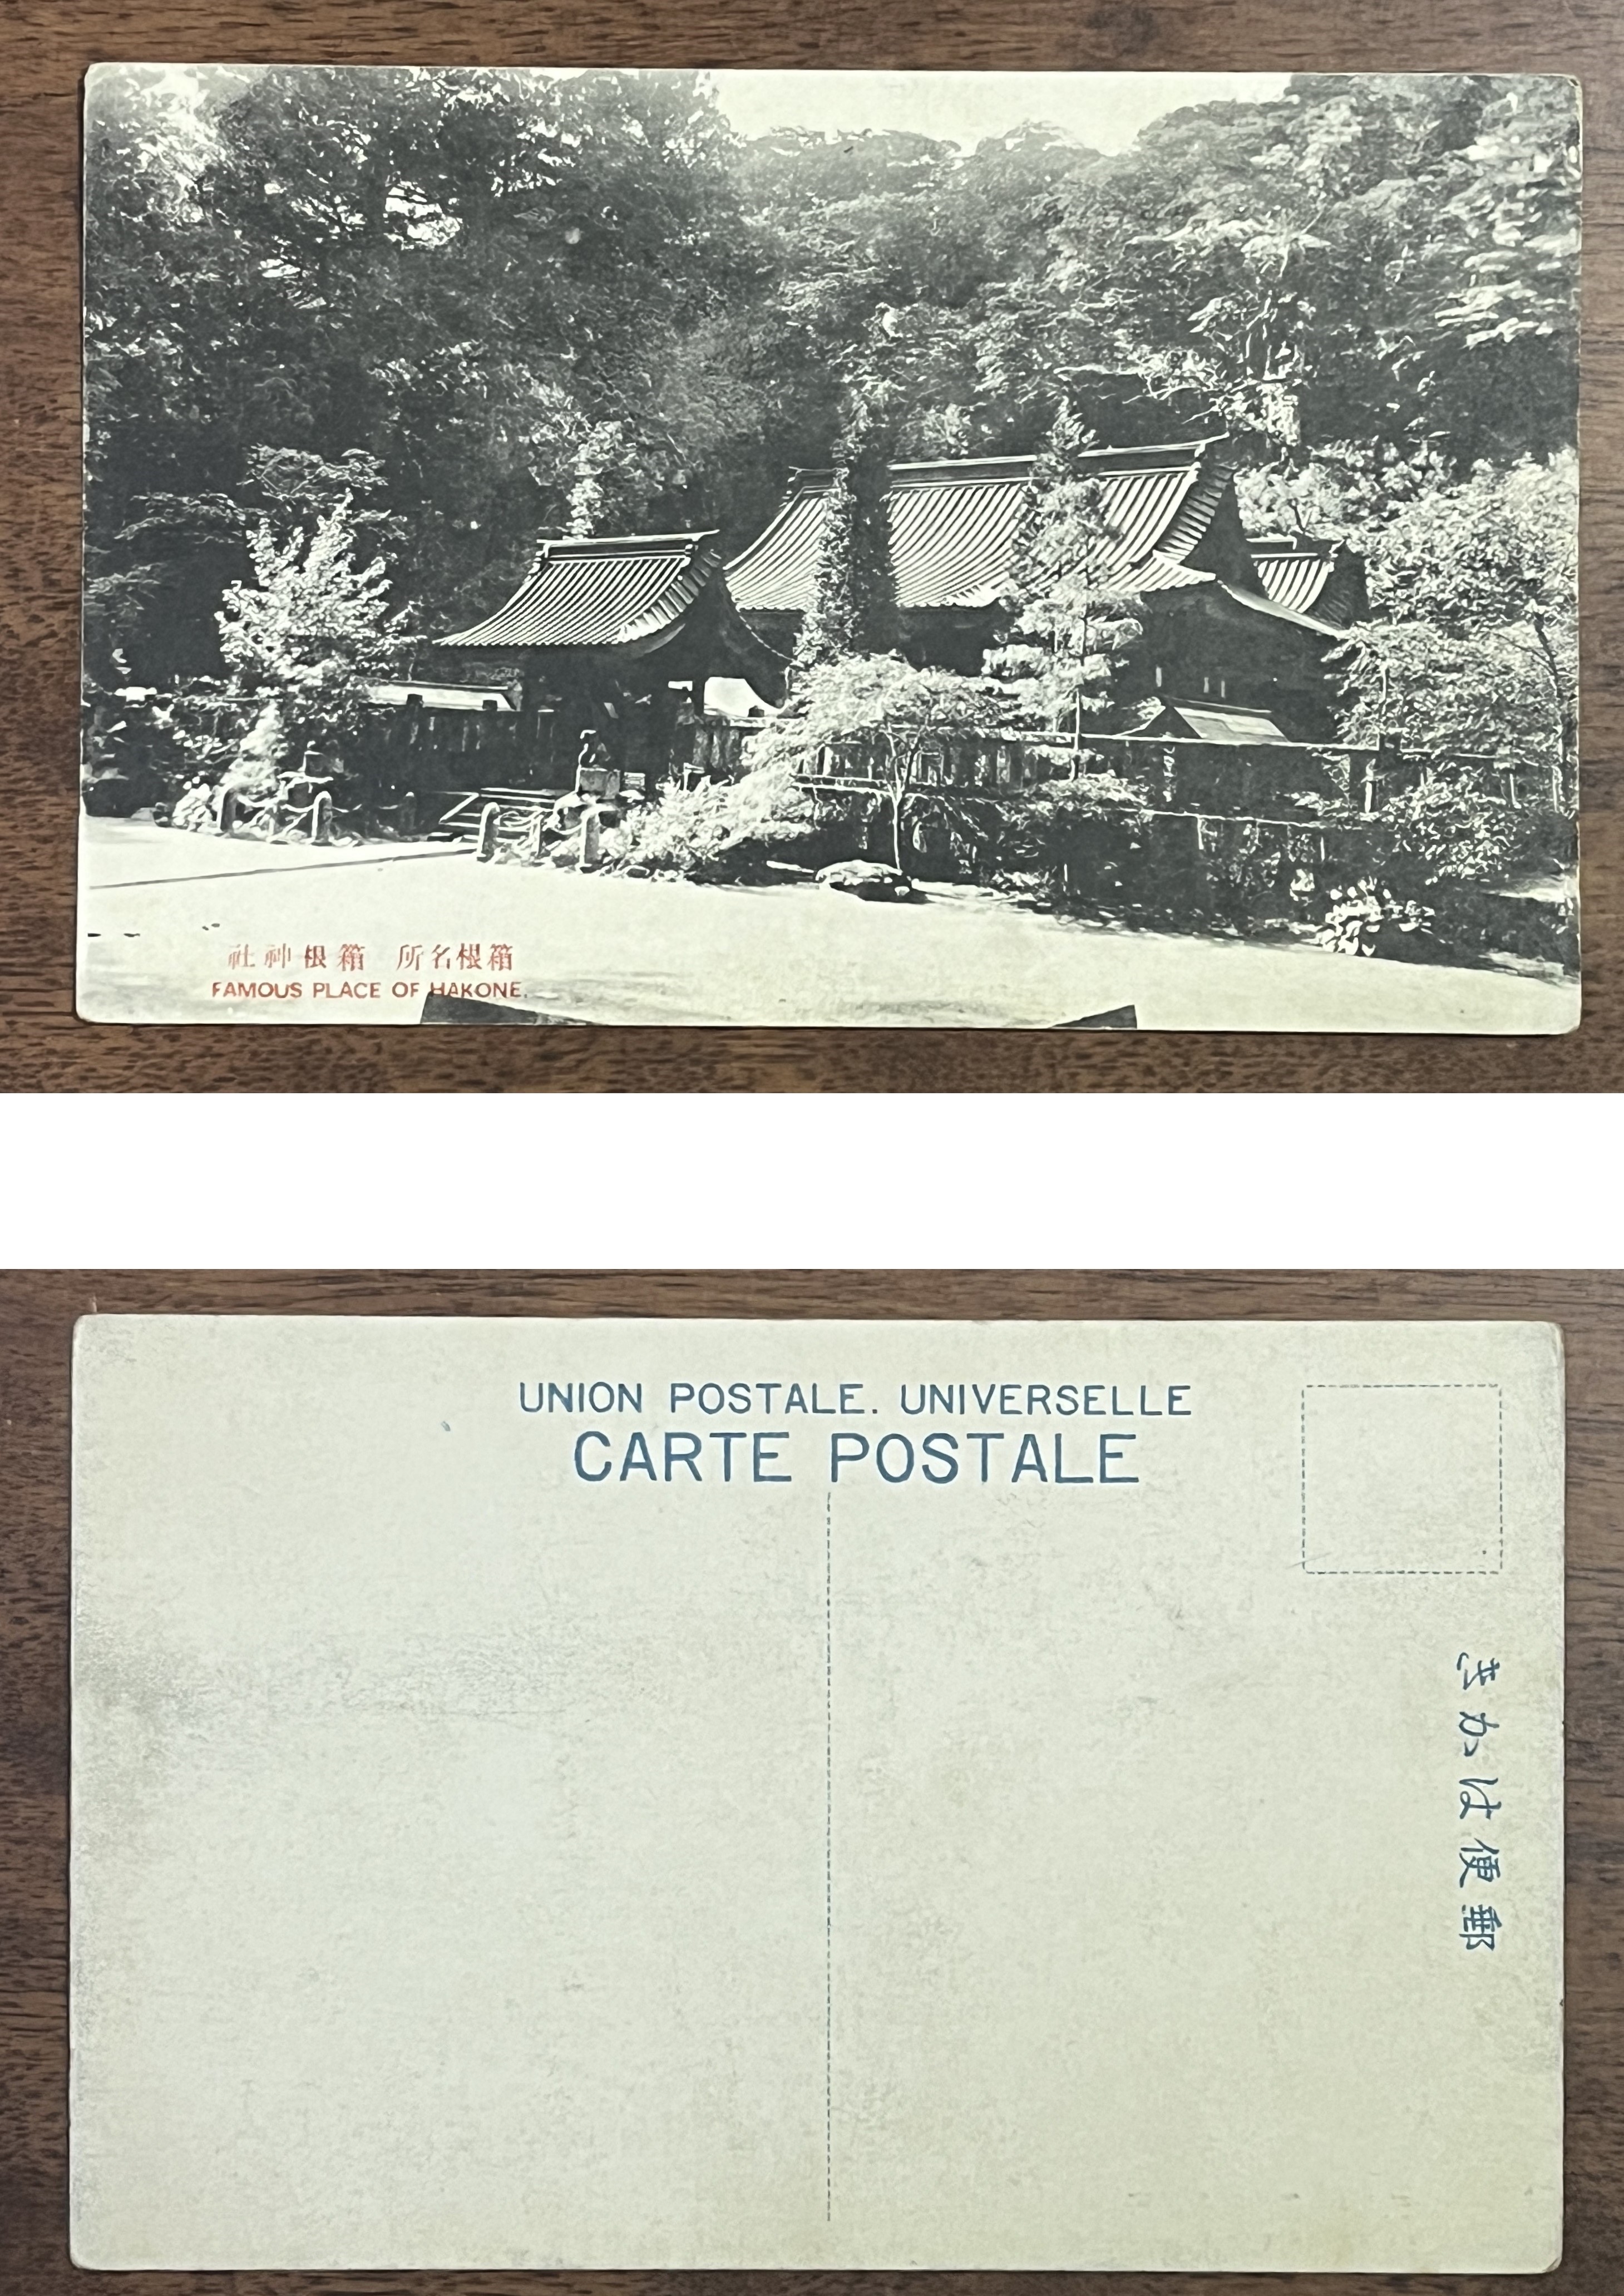 箱根名所 箱根神社
FAMOUS PLACE OF HAKONE.
UNION POSTALE. UNIVERSELLE
CARTE POSTALE
郵便はかき